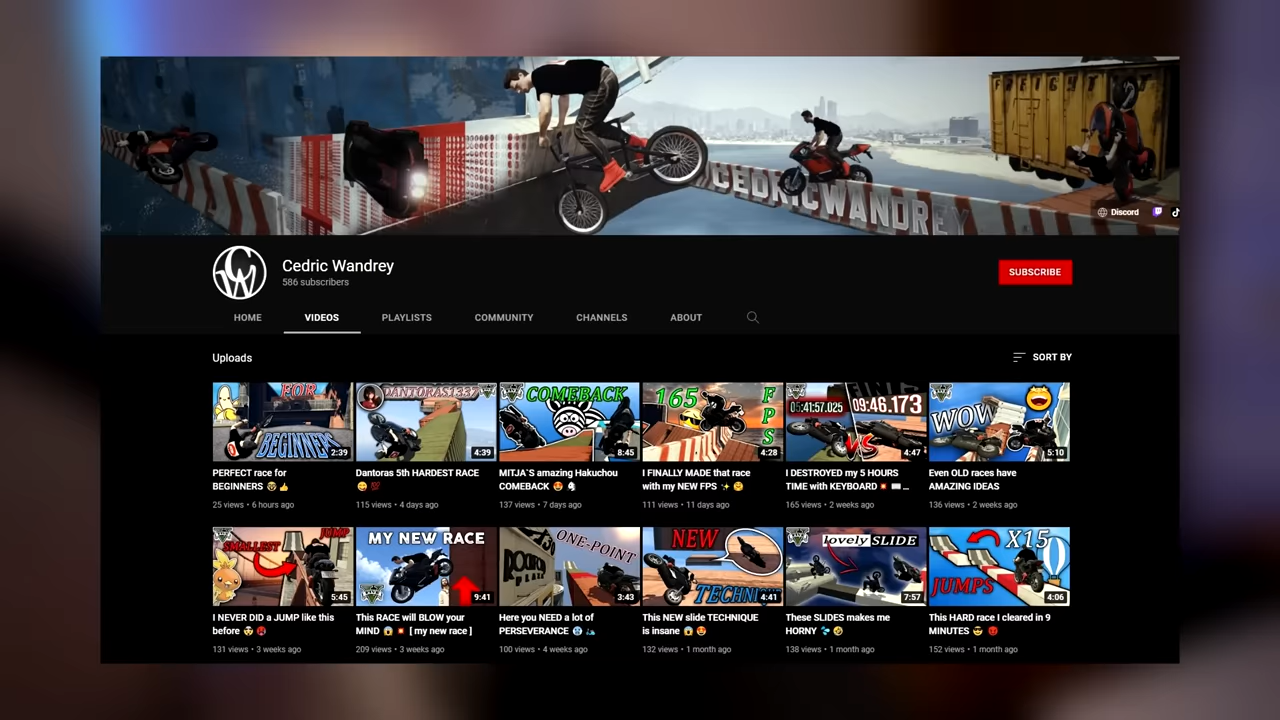 FREIGHT
CEDRICWANDREY
Discord
CW
Cedric Wandrey
586 subscribers
SUBSCRIBE
HOME VIDEOS PLAYLISTS COMMUNITY CHANNELS ABOUT
Uploads
SORT BY
FOR
BEGINNERS
2:39
DANTORAS1337
4:39
COMEBACK
8:45
165
FPS
4:28
05:41:57.025
09:46.173
VS
4:47
WOW
5:10
PERFECT race for
BEGINNERS 🤓 👍
25 views • 6 hours ago
Dantoras 5th HARDEST RACE
😄 💯
115 views • 4 days ago
MITJA`S amazing Hakuchou
COMEBACK 😍 🦓
137 views • 7 days ago
I FINALLY MADE that race
with my NEW FPS ✨ 😊
111 views • 11 days ago
I DESTROYED my 5 HOURS
TIME with KEYBOARD 💥 ⌨️ ...
165 views • 2 weeks ago
Even OLD races have
AMAZING IDEAS
136 views • 2 weeks ago
SMALLEST
JUMP
5:45
MY NEW RACE
9:41
ONE-POINT
3:43
NEW
TECHNIQUE
4:41
lovely SLIDE
7:57
X15
JUMPS
4:06
I NEVER DID a JUMP like this
before 🤯 👹
131 views • 3 weeks ago
This RACE will BLOW your
MIND 😱 💥 [ my new race ]
209 views • 3 weeks ago
Here you NEED a lot of
PERSEVERANCE 🥶
100 views • 4 weeks ago
This NEW slide TECHNIQUE
is insane 😱 😍
132 views • 1 month ago
These SLIDES makes me
HORNY 💦 🤣
138 views • 1 month ago
This HARD race I cleared in 9
MINUTES 😎 👹
152 views • 1 month ago